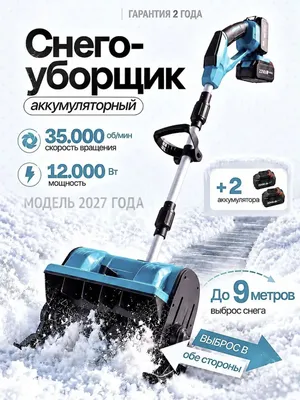 ГАРАНТИЯ 2 ГОДА
Снего-
уборщик
аккумуляторный
35.000 об/мин
скорость вращения
12.000 Вт
мощность
МОДЕЛЬ 2027 ГОДА
+ 2
аккумулятора
До 9 метров
выброс снега
ВЫБРОС В
обе стороны